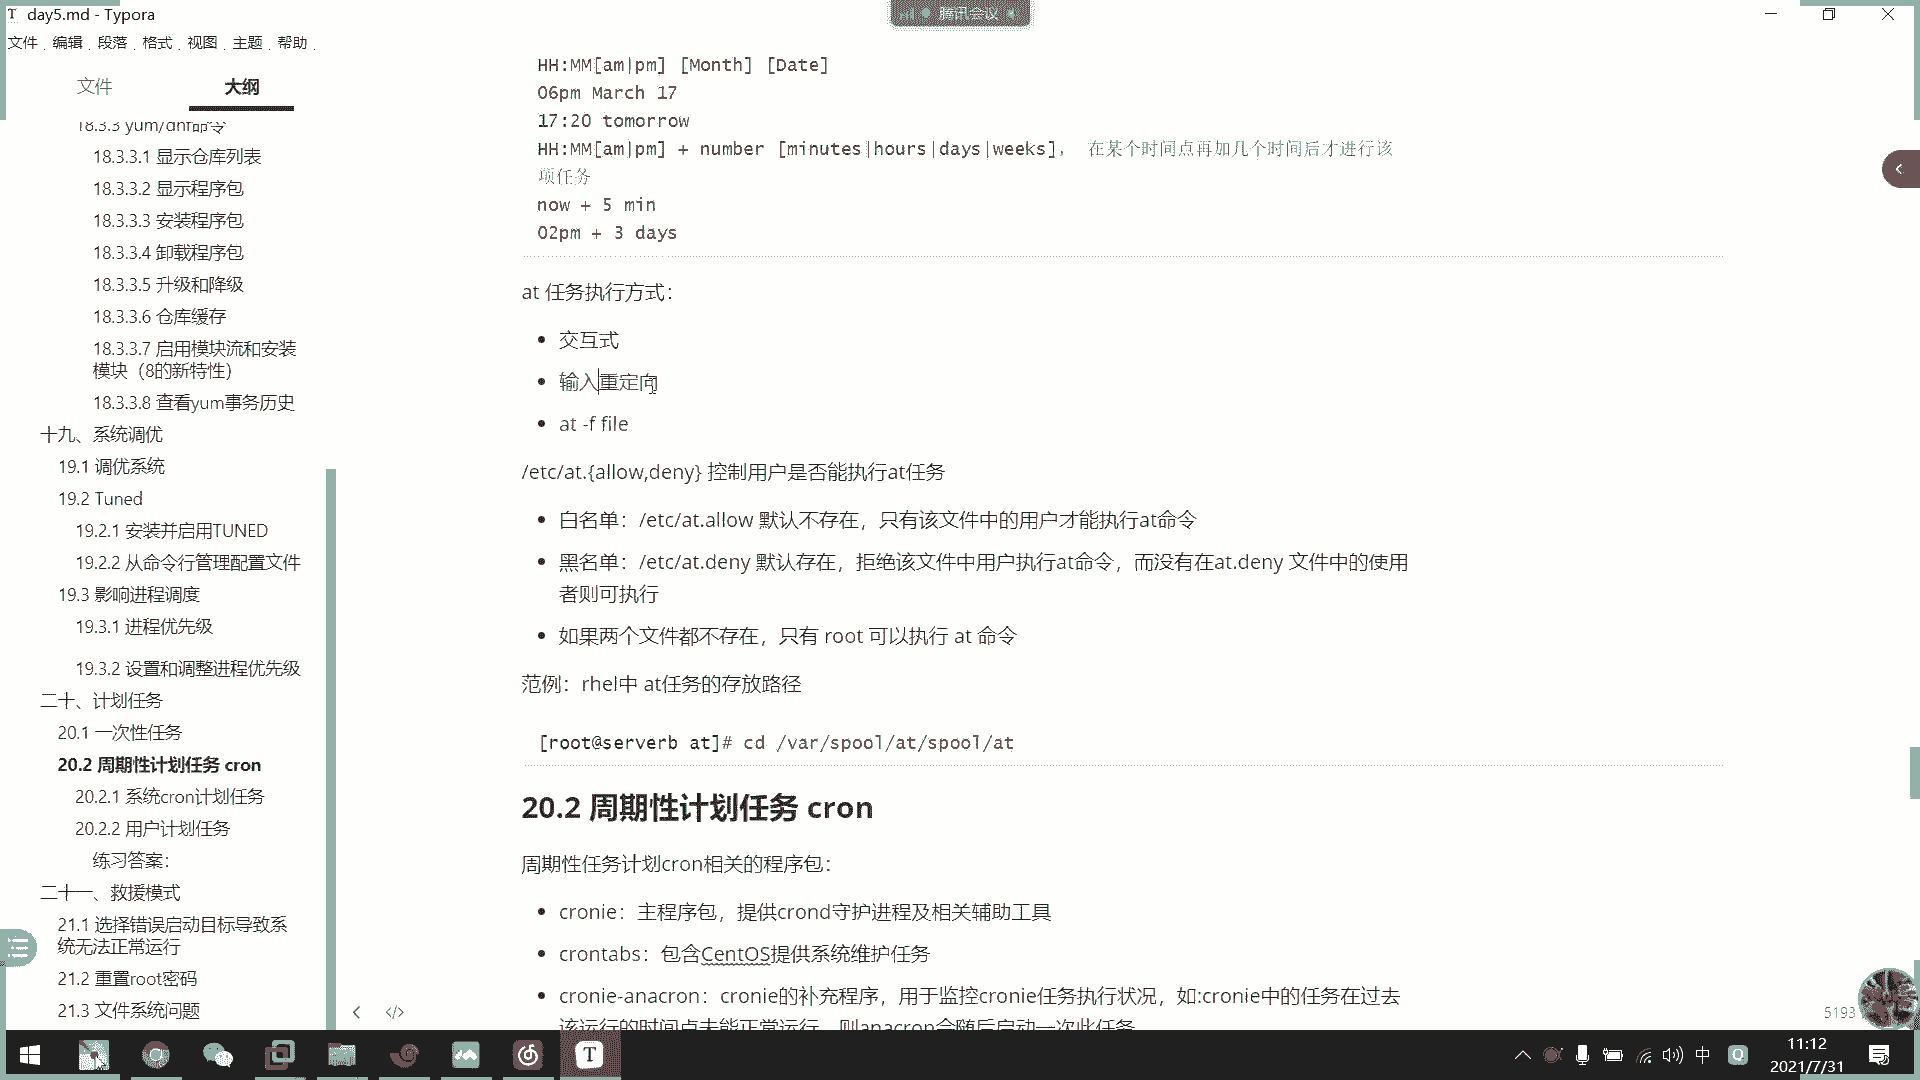 day5.md - Typora
腾讯会议
文件 编辑 段落 格式 视图 主题 帮助
文件
大纲
18.3.3 yum/dnf命令
18.3.3.1 显示仓库列表
18.3.3.2 显示程序包
18.3.3.3 安装程序包
18.3.3.4 卸载程序包
18.3.3.5 升级和降级
18.3.3.6 仓库缓存
18.3.3.7 启用模块流和安装
模块（8的新特性）
18.3.3.8 查看yum事务历史
十九、系统调优
19.1 调优系统
19.2 Tuned
19.2.1 安装并启用TUNED
19.2.2 从命令行管理配置文件
19.3 影响进程调度
19.3.1 进程优先级
19.3.2 设置和调整进程优先级
二十、计划任务
20.1 一次性任务
20.2 周期性计划任务 cron
20.2.1 系统cron计划任务
20.2.2 用户计划任务
练习答案：
二十一、救援模式
21.1 选择错误启动目标导致系
统无法正常运行
21.2 重置root密码
21.3 文件系统问题
HH:MM[am|pm] [Month] [Date]
06pm March 17
17:20 tomorrow
HH:MM[am|pm] + number [minutes|hours|days|weeks]， 在某个时间点再加几个时间后才进行该
项任务
now + 5 min
02pm + 3 days
at 任务执行方式：
交互式
输入重定向
at -f file
/etc/at.{allow,deny} 控制用户是否能执行at任务
白名单：/etc/at.allow 默认不存在，只有该文件中的用户才能执行at命令
黑名单：/etc/at.deny 默认存在，拒绝该文件中用户执行at命令，而没有在at.deny 文件中的使用
者则可执行
如果两个文件都不存在，只有 root 可以执行 at 命令
范例：rhel中 at任务的存放路径
[root@serverb at]# cd /var/spool/at/spool/at
20.2 周期性计划任务 cron
周期性任务计划cron相关的程序包：
cronie：主程序包，提供crond守护进程及相关辅助工具
crontabs：包含CentOS提供系统维护任务
cronie-anacron：cronie的补充程序，用于监控cronie任务执行状况，如:cronie中的任务在过去
该运行的时间点未能正常运行，则anacron会随后启动一次此任务
5193
中
11:12
2021/7/31